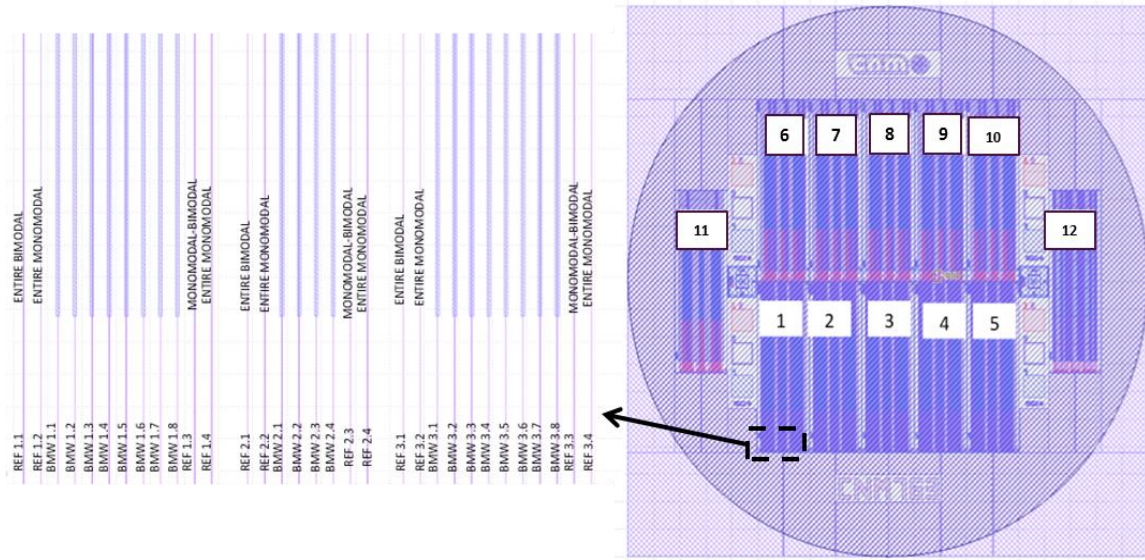 ENTIRE BIMODAL
ENTIRE MONOMODAL
MONOMODAL-BIMODAL
ENTIRE MONOMODAL
ENTIRE BIMODAL
ENTIRE MONOMODAL
MONOMODAL-BIMODAL
ENTIRE MONOMODAL
ENTIRE BIMODAL
ENTIRE MONOMODAL
MONOMODAL-BIMODAL
ENTIRE MONOMODAL
REF 1.1
REF 1.2
BMW 1.1
BMW 1.2
BMW 1.3
BMW 1.4
BMW 1.5
BMW 1.6
BMW 1.7
BMW 1.8
REF 1.3
REF 1.4
REF 2.1
REF 2.2
BMW 2.1
BMW 2.2
BMW 2.3
BMW 2.4
REF 2.3
REF 2.4
REF 3.1
REF 3.2
BMW 3.1
BMW 3.2
BMW 3.3
BMW 3.4
BMW 3.5
BMW 3.6
BMW 3.7
BMW 3.8
REF 3.3
REF 3.4
cnm
6 7 8 9 10
11 12
1 2 3 4 5